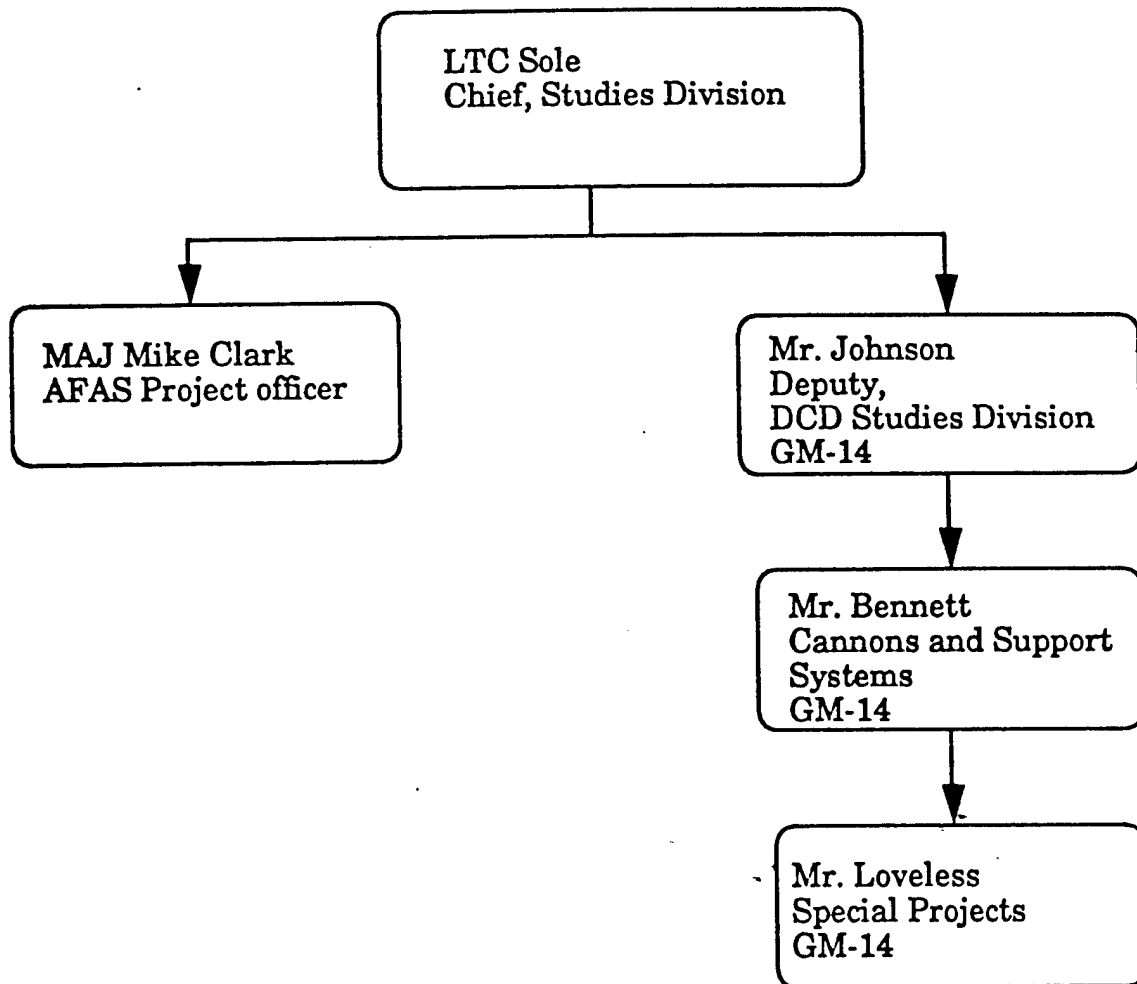 LTC Sole
Chief, Studies Division
MAJ Mike Clark
AFAS Project officer
Mr. Johnson
Deputy,
DCD Studies Division
GM-14
Mr. Bennett
Cannons and Support
Systems
GM-14
Mr. Loveless
Special Projects
GM-14